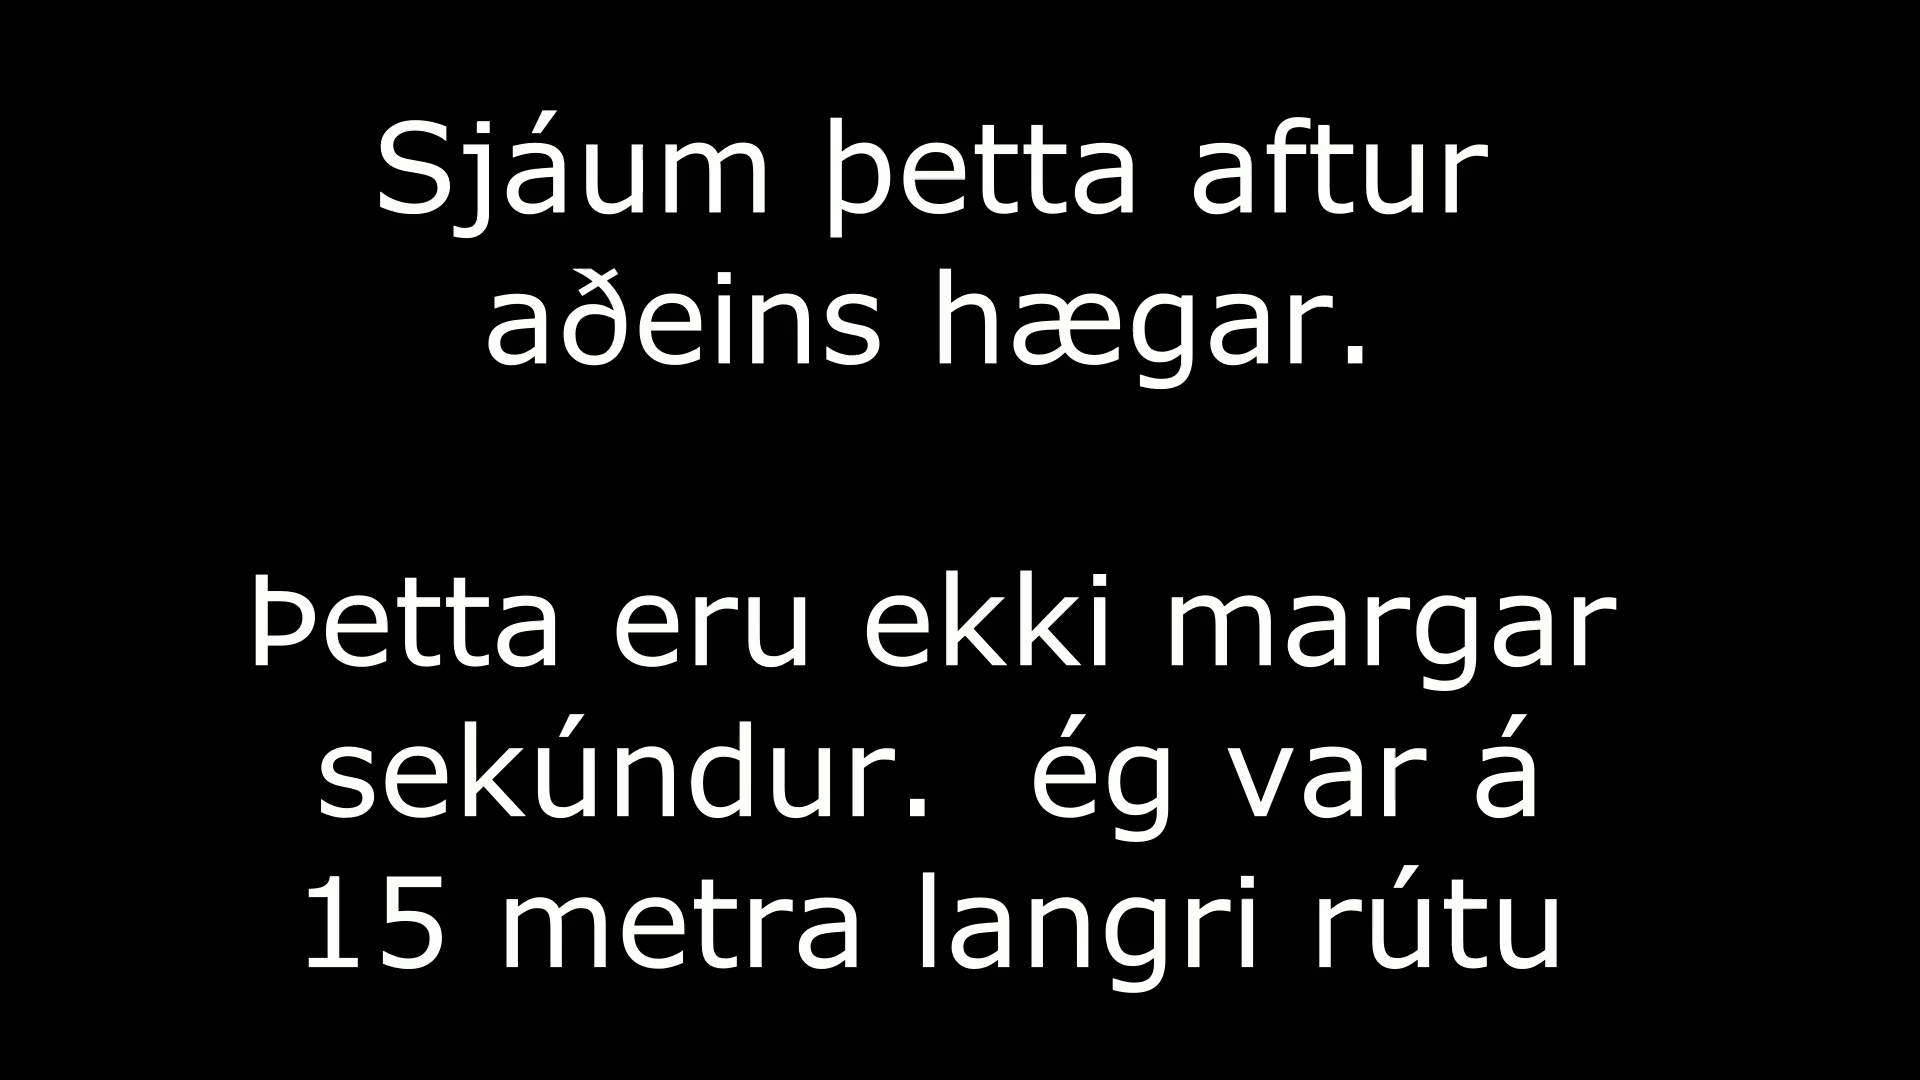 Sjáum þetta aftur
aðeins hægar.
Þetta eru ekki margar
sekúndur.  ég var á
15 metra langri rútu